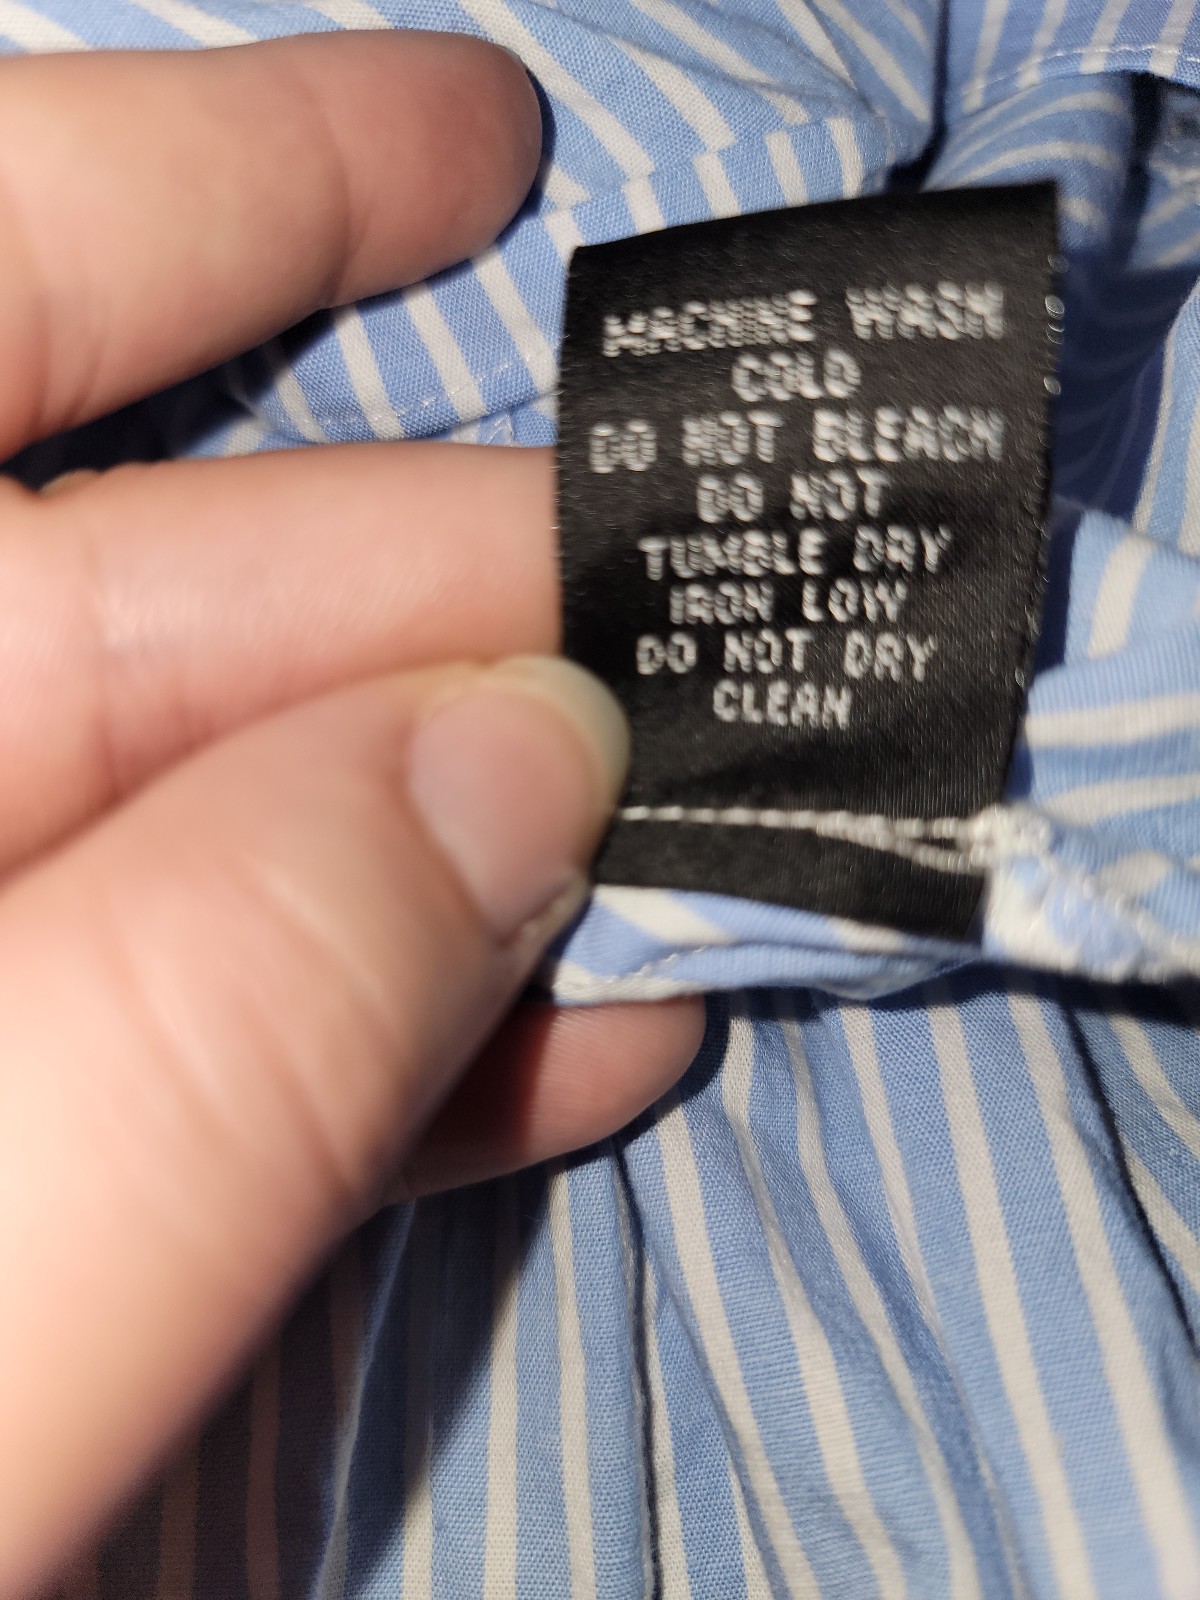 MACHINE WASH
COLD
DO NOT BLEACH
DO NOT
TUMBLE DRY
IRON LOW
DO NOT DRY
CLEAN